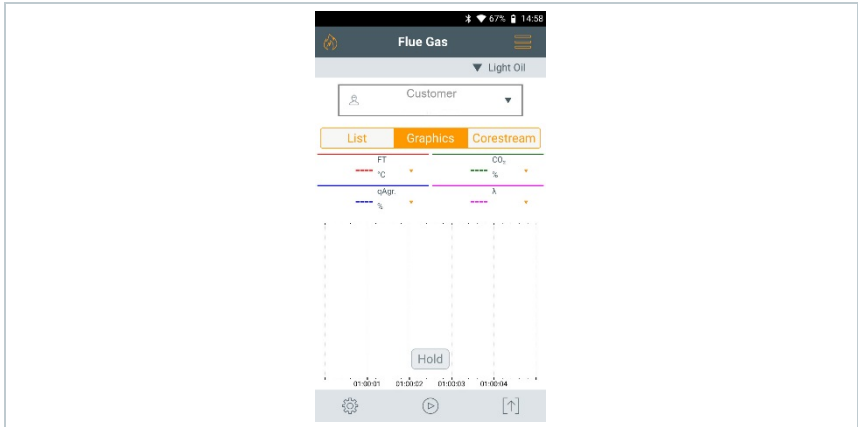 67% 14:58
Flue Gas
Light Oil
Customer
List Graphics Corestream
FT CO₂
---- °C ---- %
qAgr. λ
---- % ----
Hold
01:00:01 01:00:02 01:00:03 01:00:04